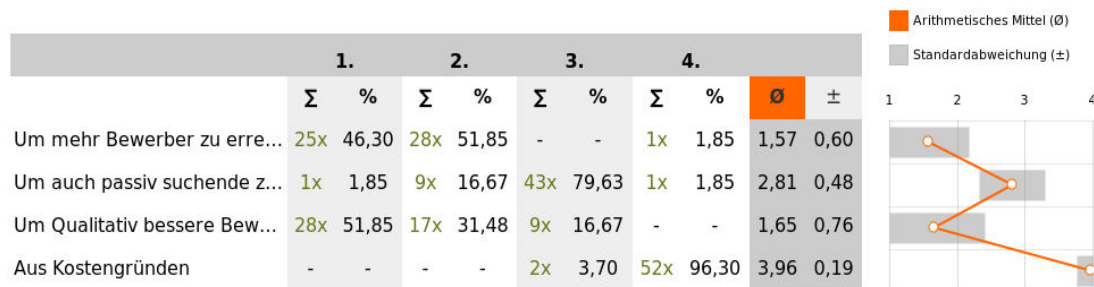 Arithmetisches Mittel (Ø)
Standardabweichung (±)
1. 2. 3. 4.
Σ % Σ % Σ % Σ % Ø ±
1 2 3 4
Um mehr Bewerber zu erre... 25x 46,30 28x 51,85 - - 1x 1,85 1,57 0,60
Um auch passiv suchende z... 1x 1,85 9x 16,67 43x 79,63 1x 1,85 2,81 0,48
Um Qualitativ bessere Bew... 28x 51,85 17x 31,48 9x 16,67 - - 1,65 0,76
Aus Kostengründen - - - - 2x 3,70 52x 96,30 3,96 0,19